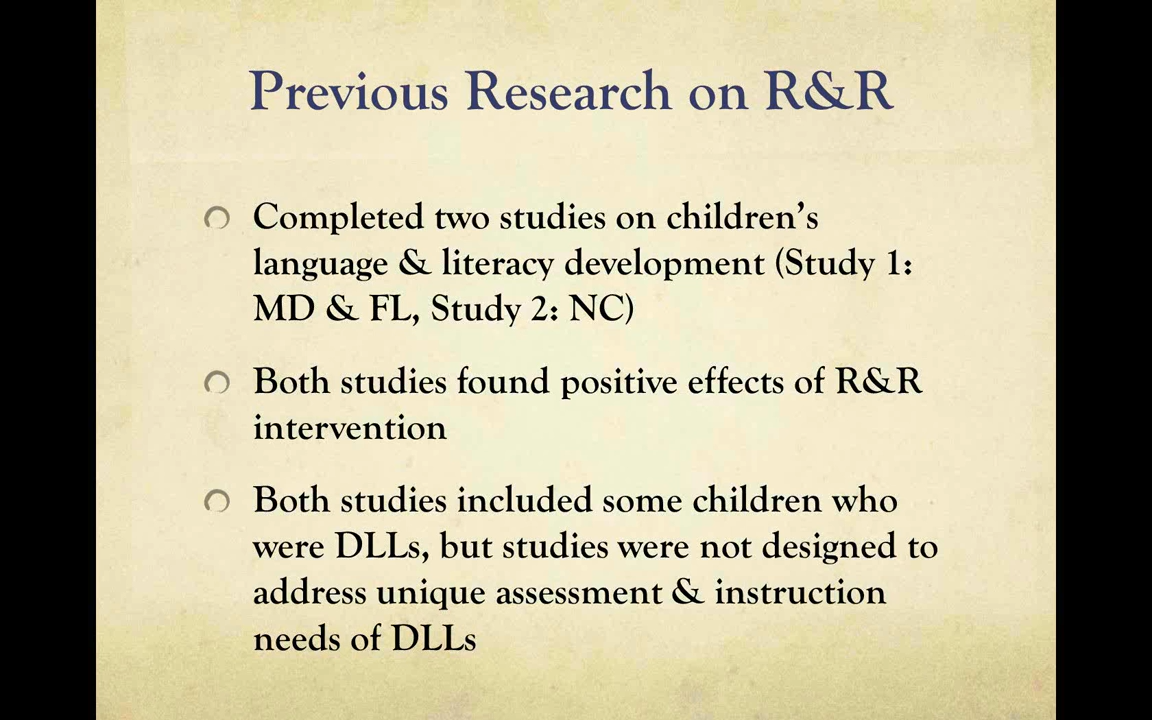 Previous Research on R&R
Completed two studies on children’s
language & literacy development (Study 1:
MD & FL, Study 2: NC)
Both studies found positive effects of R&R
intervention
Both studies included some children who
were DLLs, but studies were not designed to
address unique assessment & instruction
needs of DLLs